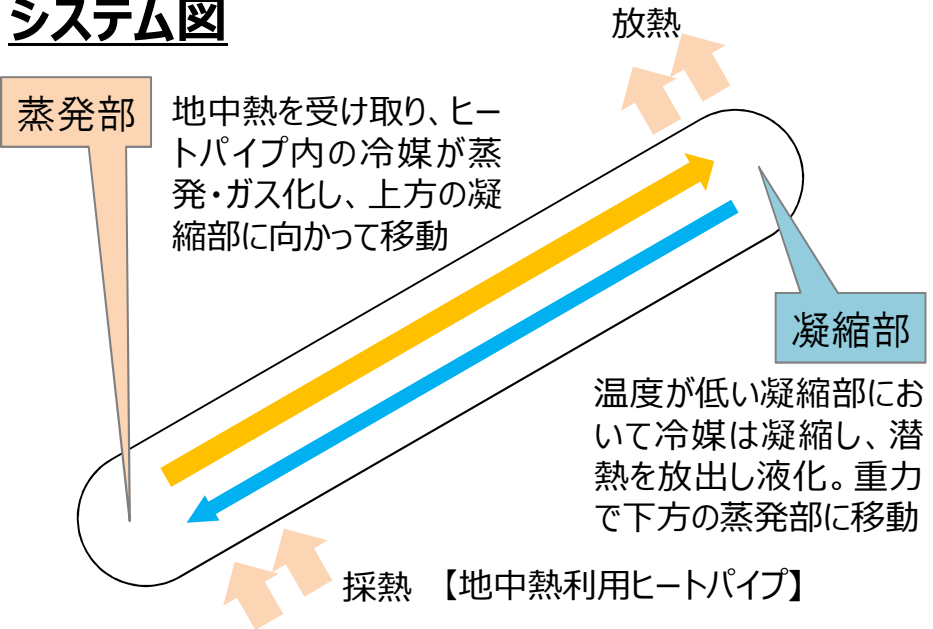 システム図
放熱
蒸発部
地中熱を受け取り、ヒー
トパイプ内の冷媒が蒸
発・ガス化し、上方の凝
縮部に向かって移動
凝縮部
温度が低い凝縮部にお
いて冷媒は凝縮し、潜
熱を放出し液化。重力
で下方の蒸発部に移動
採熱 【地中熱利用ヒートパイプ】